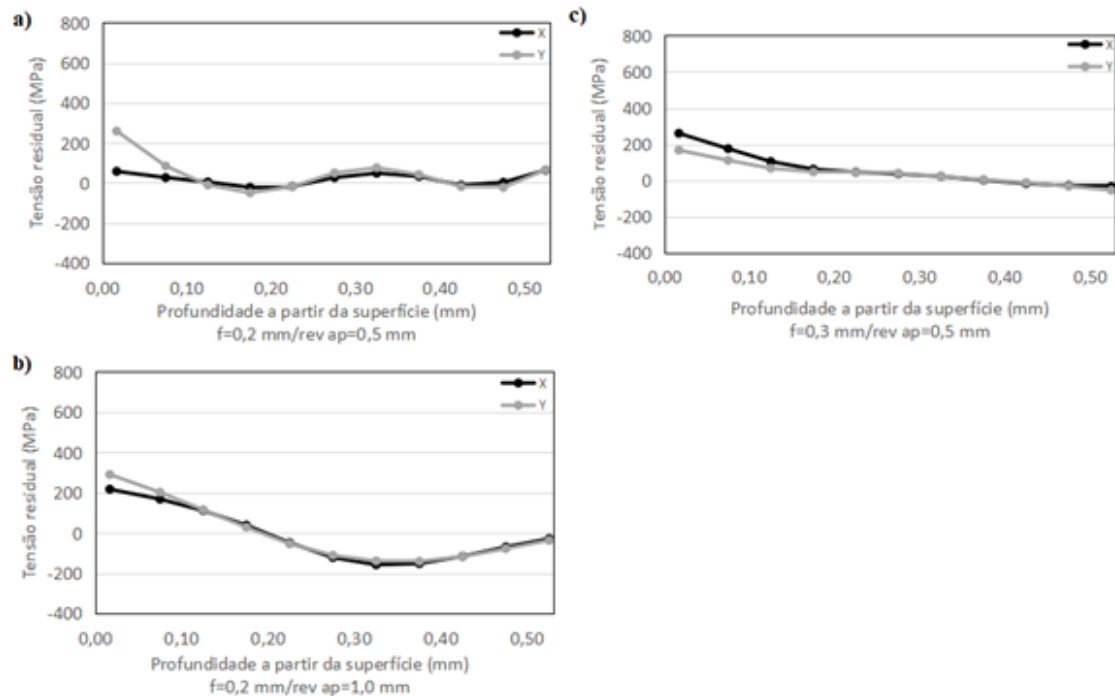 a)
800
600
400
200
0
-200
-400
Tensão residual (MPa)
X
Y
0,00 0,10 0,20 0,30 0,40 0,50
Profundidade a partir da superfície (mm)
f=0,2 mm/rev ap=0,5 mm
b)
800
600
400
200
0
-200
-400
Tensão residual (MPa)
X
Y
0,00 0,10 0,20 0,30 0,40 0,50
Profundidade a partir da superfície (mm)
f=0,2 mm/rev ap=1,0 mm
c)
800
600
400
200
0
-200
-400
Tensão residual (MPa)
X
Y
0,00 0,10 0,20 0,30 0,40 0,50
Profundidade a partir da superfície (mm)
f=0,3 mm/rev ap=0,5 mm